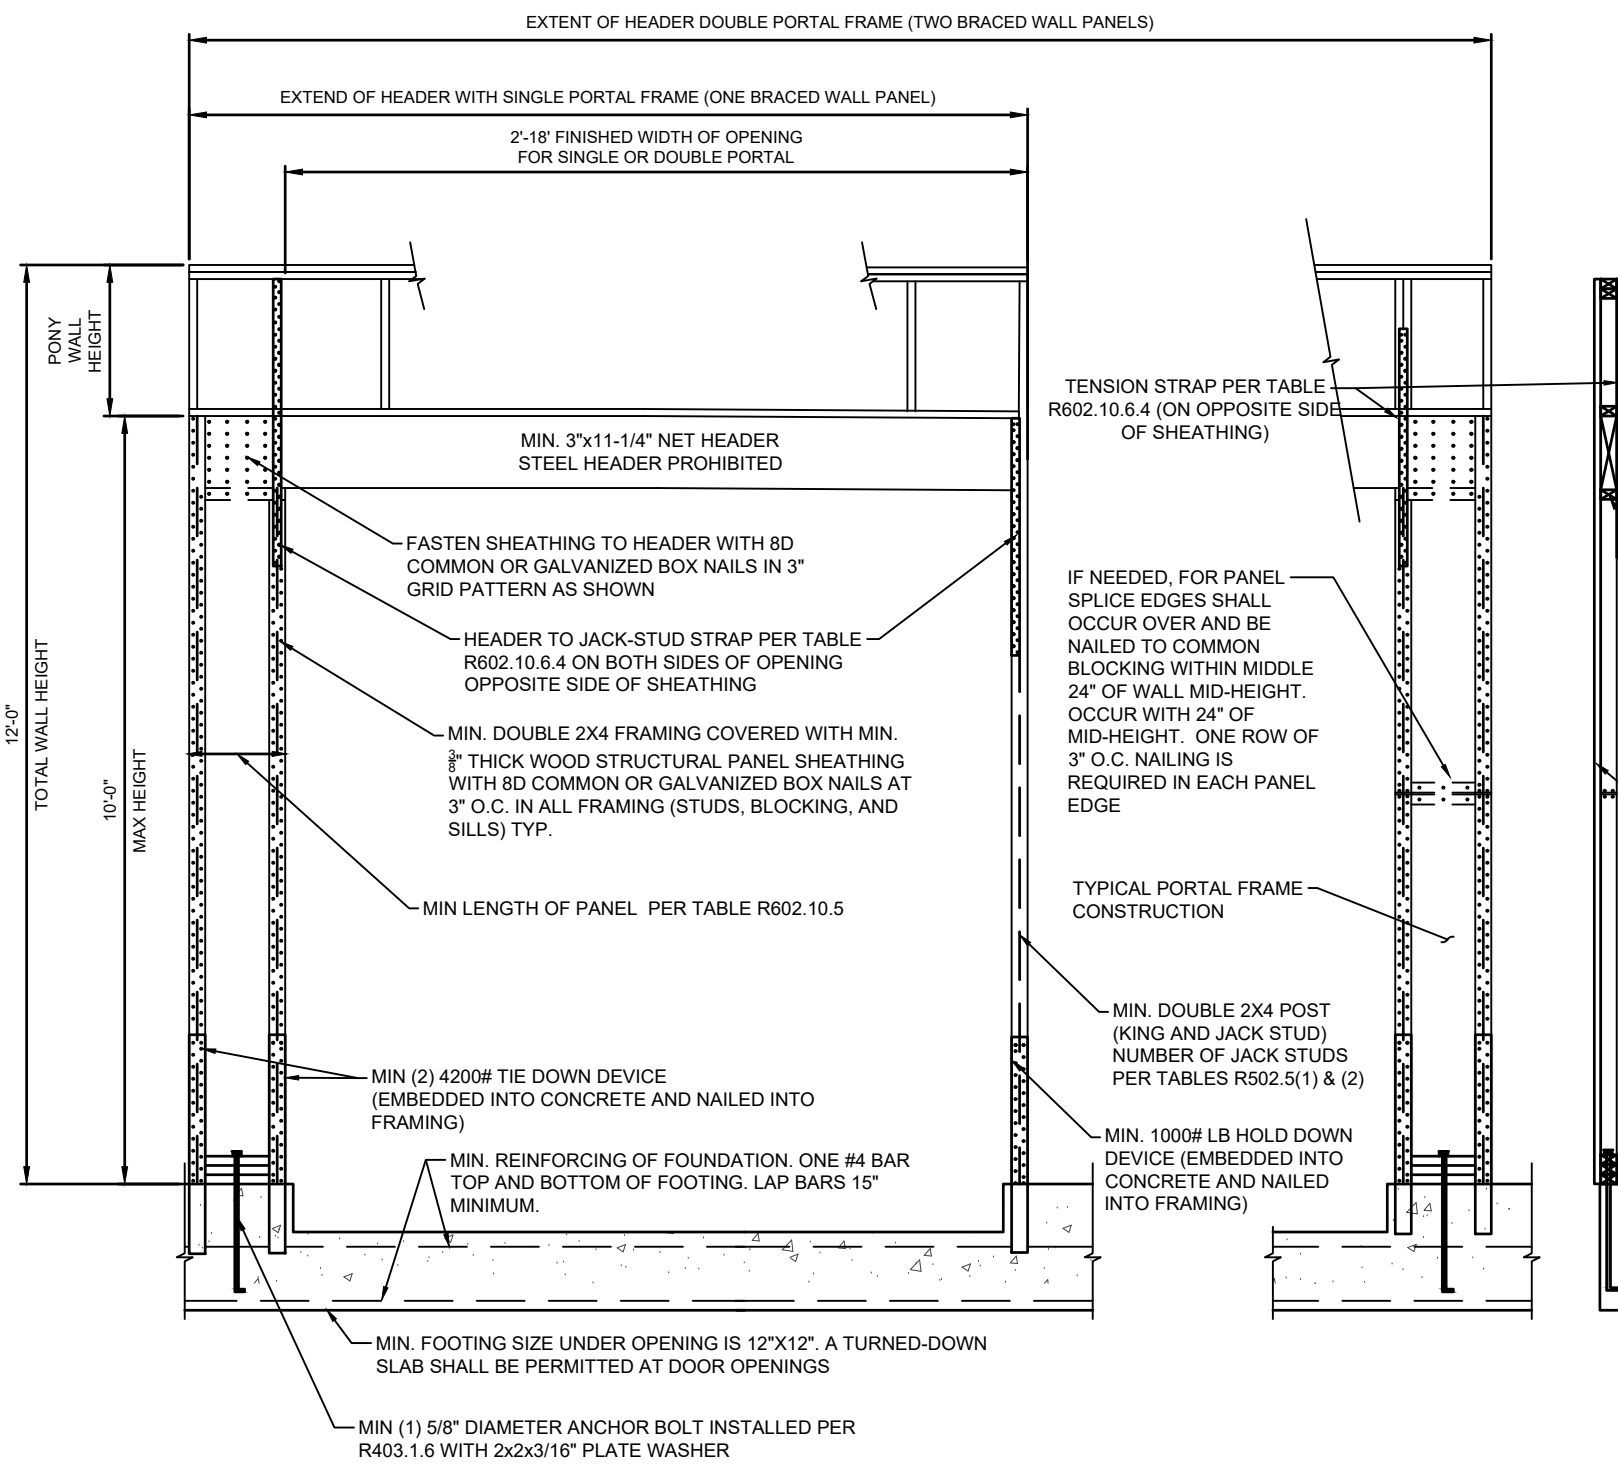 EXTENT OF HEADER DOUBLE PORTAL FRAME (TWO BRACED WALL PANELS)
EXTEND OF HEADER WITH SINGLE PORTAL FRAME (ONE BRACED WALL PANEL)
2'-18' FINISHED WIDTH OF OPENING
FOR SINGLE OR DOUBLE PORTAL
PONY
WALL
HEIGHT
12'-0"
TOTAL WALL HEIGHT
10'-0"
MAX HEIGHT
MIN. 3"x11-1/4" NET HEADER
STEEL HEADER PROHIBITED
TENSION STRAP PER TABLE
R602.10.6.4 (ON OPPOSITE SIDE
OF SHEATHING)
FASTEN SHEATHING TO HEADER WITH 8D
COMMON OR GALVANIZED BOX NAILS IN 3"
GRID PATTERN AS SHOWN
HEADER TO JACK-STUD STRAP PER TABLE
R602.10.6.4 ON BOTH SIDES OF OPENING
OPPOSITE SIDE OF SHEATHING
IF NEEDED, FOR PANEL
SPLICE EDGES SHALL
OCCUR OVER AND BE
NAILED TO COMMON
BLOCKING WITHIN MIDDLE
24" OF WALL MID-HEIGHT.
OCCUR WITH 24" OF
MID-HEIGHT. ONE ROW OF
3" O.C. NAILING IS
REQUIRED IN EACH PANEL
EDGE
MIN. DOUBLE 2X4 FRAMING COVERED WITH MIN.
3/8" THICK WOOD STRUCTURAL PANEL SHEATHING
WITH 8D COMMON OR GALVANIZED BOX NAILS AT
3" O.C. IN ALL FRAMING (STUDS, BLOCKING, AND
SILLS) TYP.
MIN LENGTH OF PANEL PER TABLE R602.10.5
TYPICAL PORTAL FRAME
CONSTRUCTION
MIN. DOUBLE 2X4 POST
(KING AND JACK STUD)
NUMBER OF JACK STUDS
PER TABLES R502.5(1) & (2)
MIN (2) 4200# TIE DOWN DEVICE
(EMBEDDED INTO CONCRETE AND NAILED INTO
FRAMING)
MIN. 1000# LB HOLD DOWN
DEVICE (EMBEDDED INTO
CONCRETE AND NAILED
INTO FRAMING)
MIN. REINFORCING OF FOUNDATION. ONE #4 BAR
TOP AND BOTTOM OF FOOTING. LAP BARS 15"
MINIMUM.
MIN. FOOTING SIZE UNDER OPENING IS 12"X12". A TURNED-DOWN
SLAB SHALL BE PERMITTED AT DOOR OPENINGS
MIN (1) 5/8" DIAMETER ANCHOR BOLT INSTALLED PER
R403.1.6 WITH 2x2x3/16" PLATE WASHER